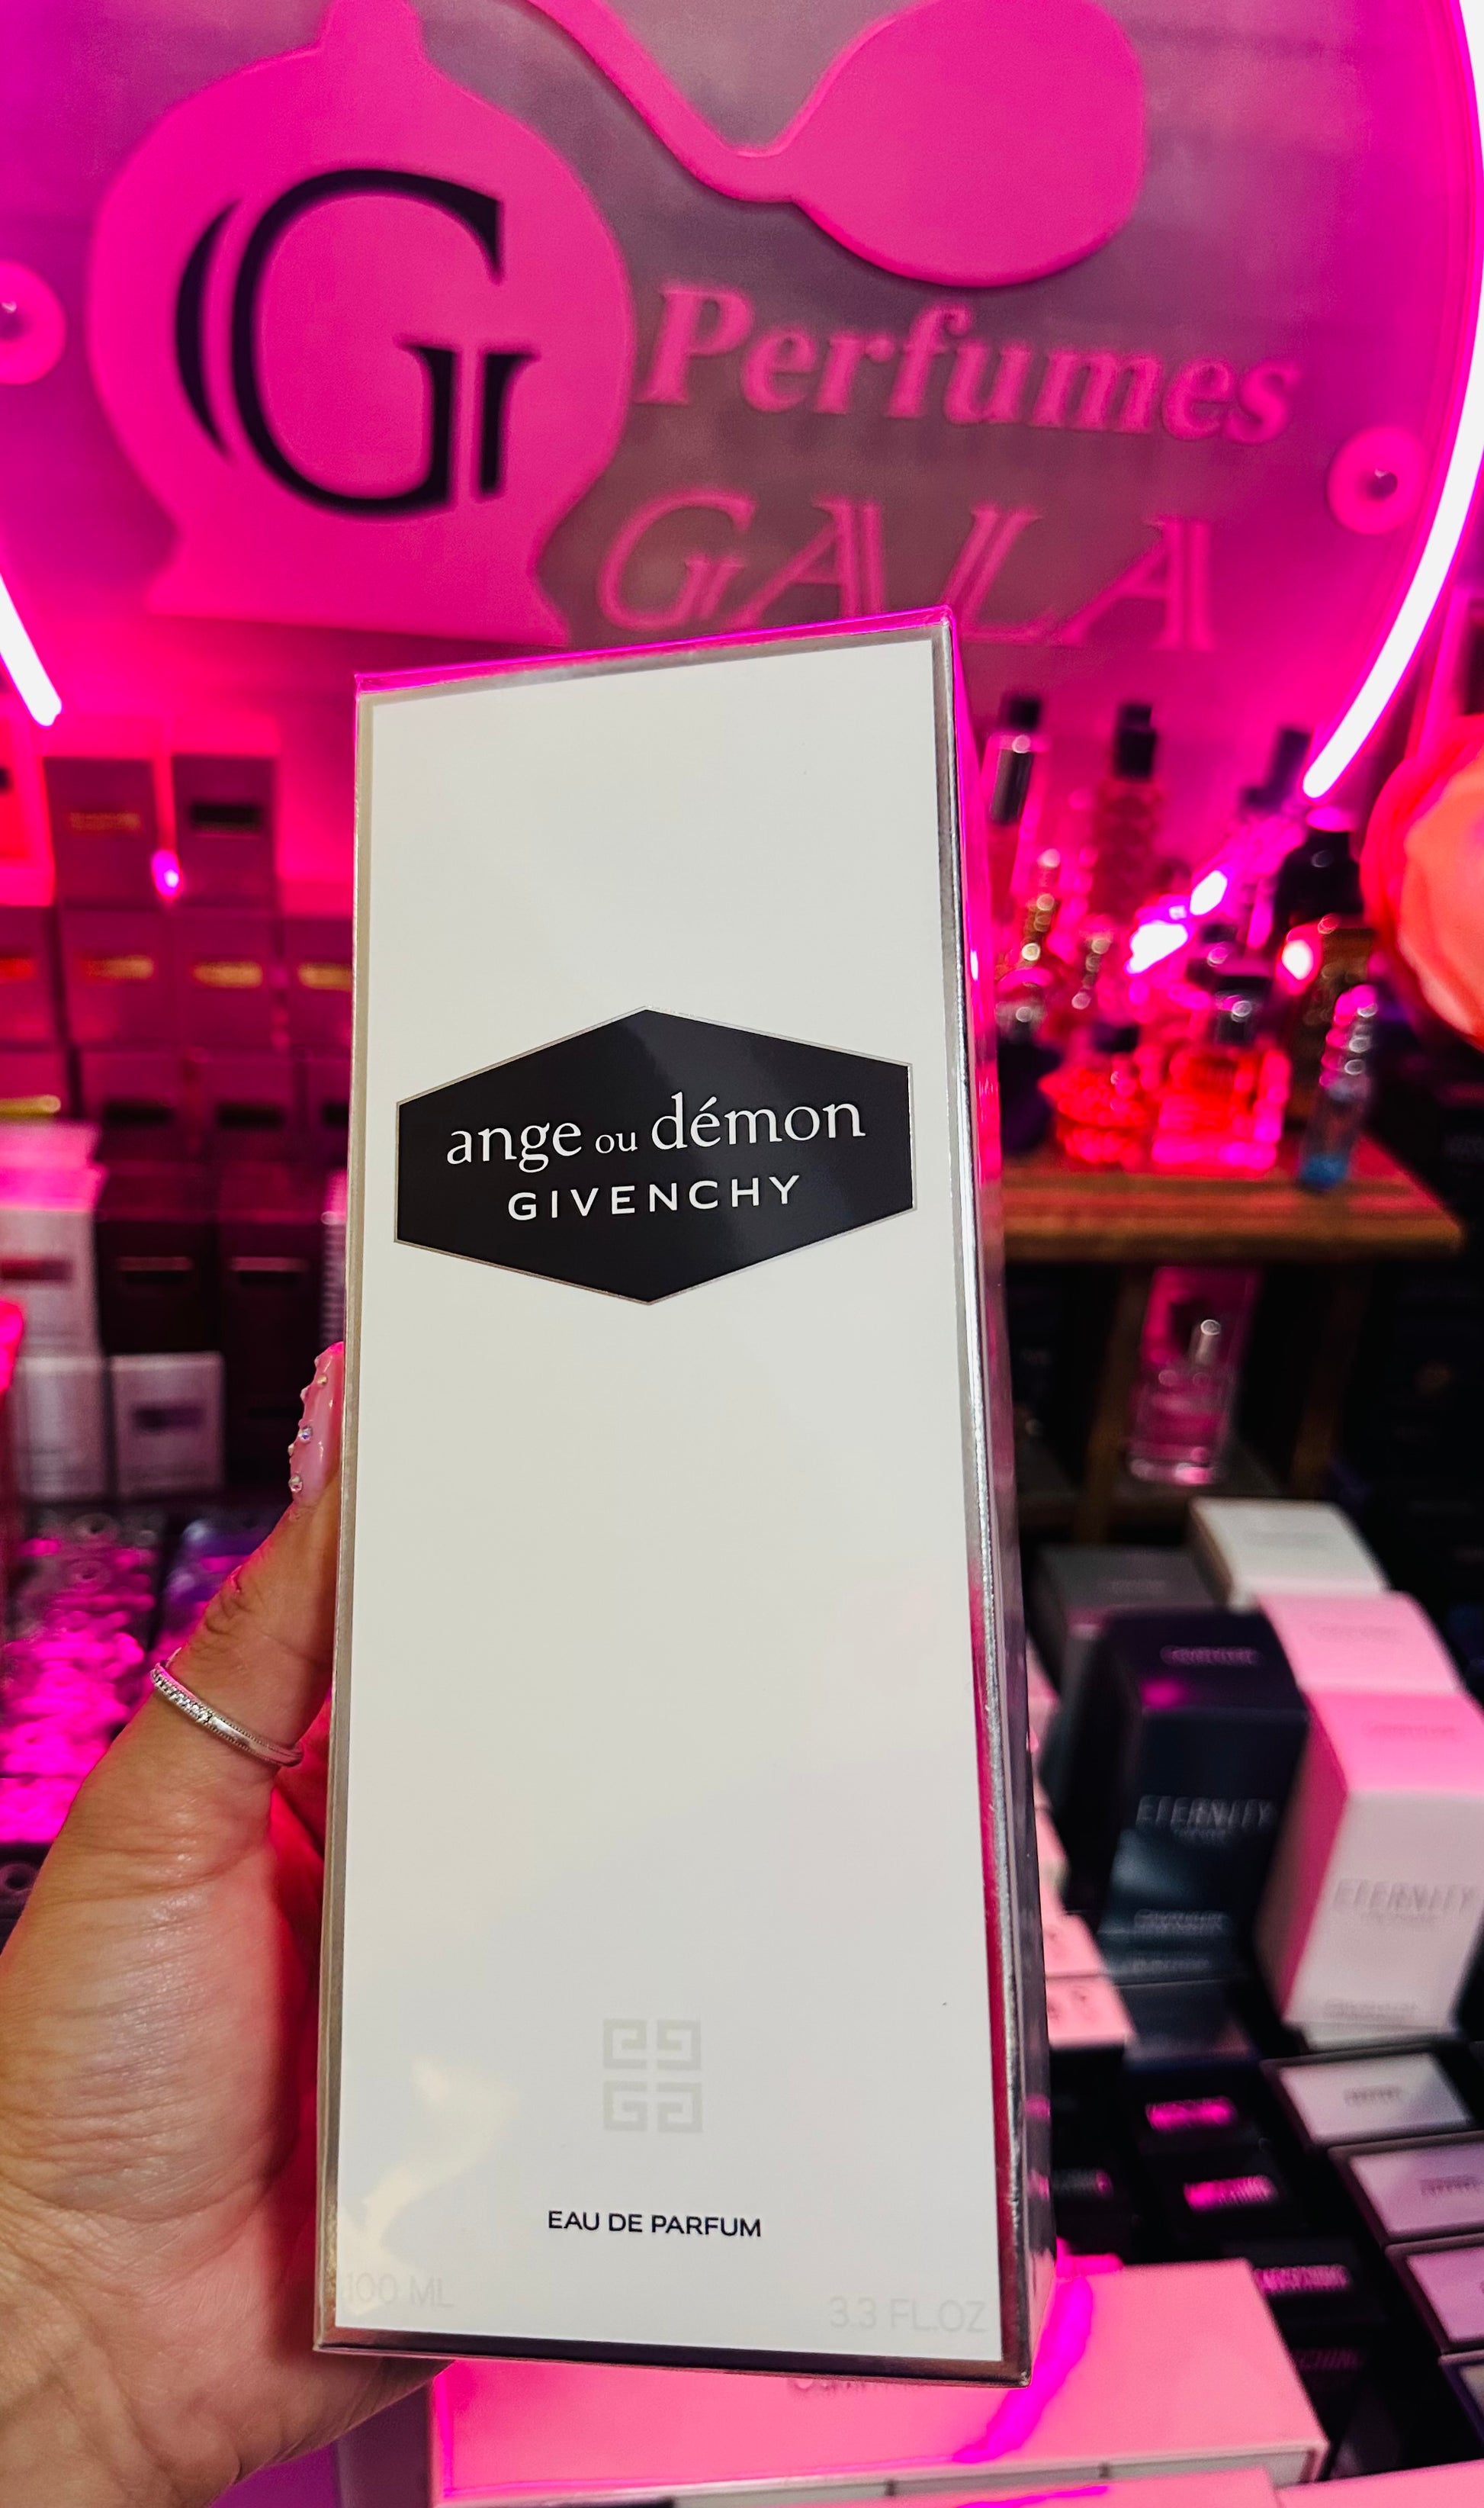 G
Perfumes
GALA
ange ou démon
GIVENCHY
EAU DE PARFUM
100 ML
3.3 FL.OZ
ETERNITY
ETERNITY